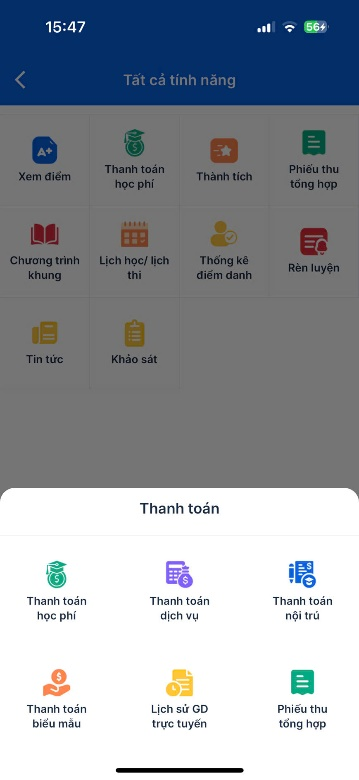 15:47
56
Tất cả tính năng
A+
Xem điểm
Thanh toán
học phí
Thành tích
Phiếu thu
tổng hợp
Chương trình
khung
Lịch học/ lịch
thi
Thống kê
điểm danh
Rèn luyện
Tin tức
Khảo sát
Thanh toán
Thanh toán
học phí
Thanh toán
dịch vụ
Thanh toán
nội trú
Thanh toán
biểu mẫu
Lịch sử GD
trực tuyến
Phiếu thu
tổng hợp